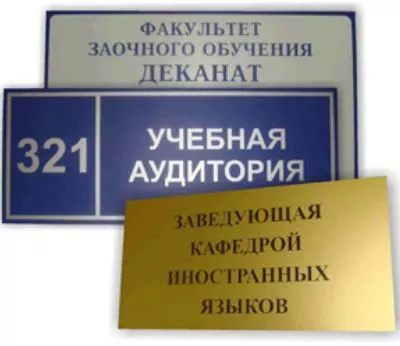 ФАКУЛЬТЕТ
ЗАОЧНОГО ОБУЧЕНИЯ
ДЕКАНАТ
321
УЧЕБНАЯ
АУДИТОРИЯ
ЗАВЕДУЮЩАЯ
КАФЕДРОЙ
ИНОСТРАННЫХ
ЯЗЫКОВ